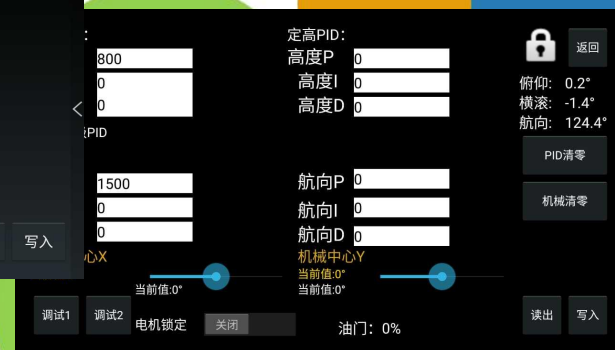 :
800
0
0
级PID
1500
0
0
写入
心X
当前值:0°
调试1
调试2
电机锁定
关闭
定高PID:
高度P 0
高度I 0
高度D 0
航向P 0
航向I 0
航向D 0
机械中心Y
当前值:0°
当前值:0°
油门: 0%
返回
俯仰: 0.2°
横滚: -1.4°
航向: 124.4°
PID清零
机械清零
读出
写入